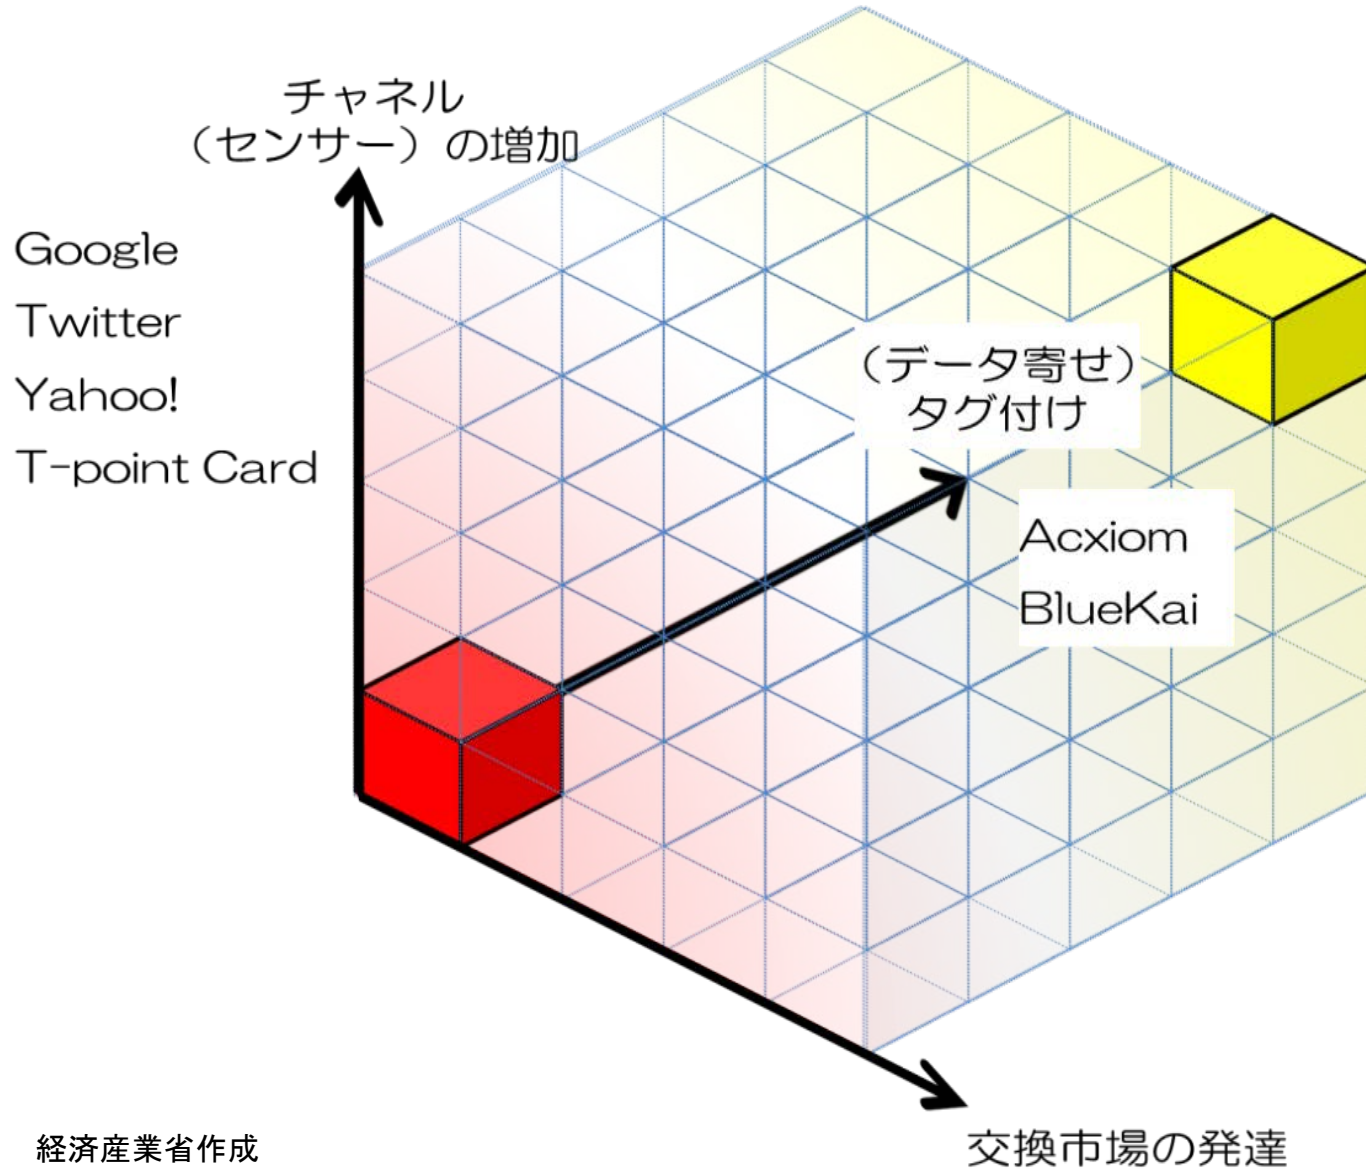 チャネル
（センサー）の増加
Google
Twitter
Yahoo!
T-point Card
（データ寄せ）
タグ付け
Acxiom
BlueKai
交換市場の発達
経済産業省作成